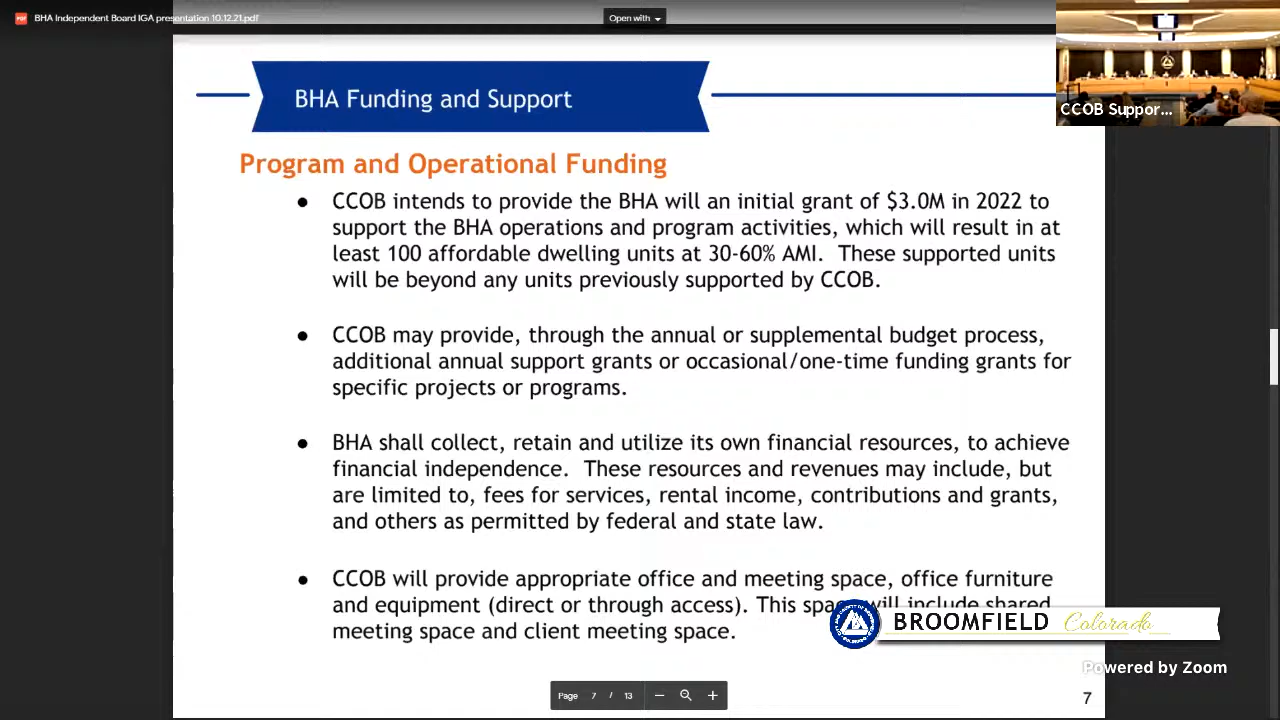 BHA Independent Board IGA presentation 10.12.21.pdf
Open with
CCOB Suppor...
BHA Funding and Support
Program and Operational Funding
● CCOB intends to provide the BHA will an initial grant of $3.0M in 2022 to
support the BHA operations and program activities, which will result in at
least 100 affordable dwelling units at 30-60% AMI. These supported units
will be beyond any units previously supported by CCOB.
● CCOB may provide, through the annual or supplemental budget process,
additional annual support grants or occasional/one-time funding grants for
specific projects or programs.
● BHA shall collect, retain and utilize its own financial resources, to achieve
financial independence. These resources and revenues may include, but
are limited to, fees for services, rental income, contributions and grants,
and others as permitted by federal and state law.
● CCOB will provide appropriate office and meeting space, office furniture
and equipment (direct or through access). This space will include shared
meeting space and client meeting space.
BROOMFIELD Colorado
Powered by Zoom
Page 7 / 13
7